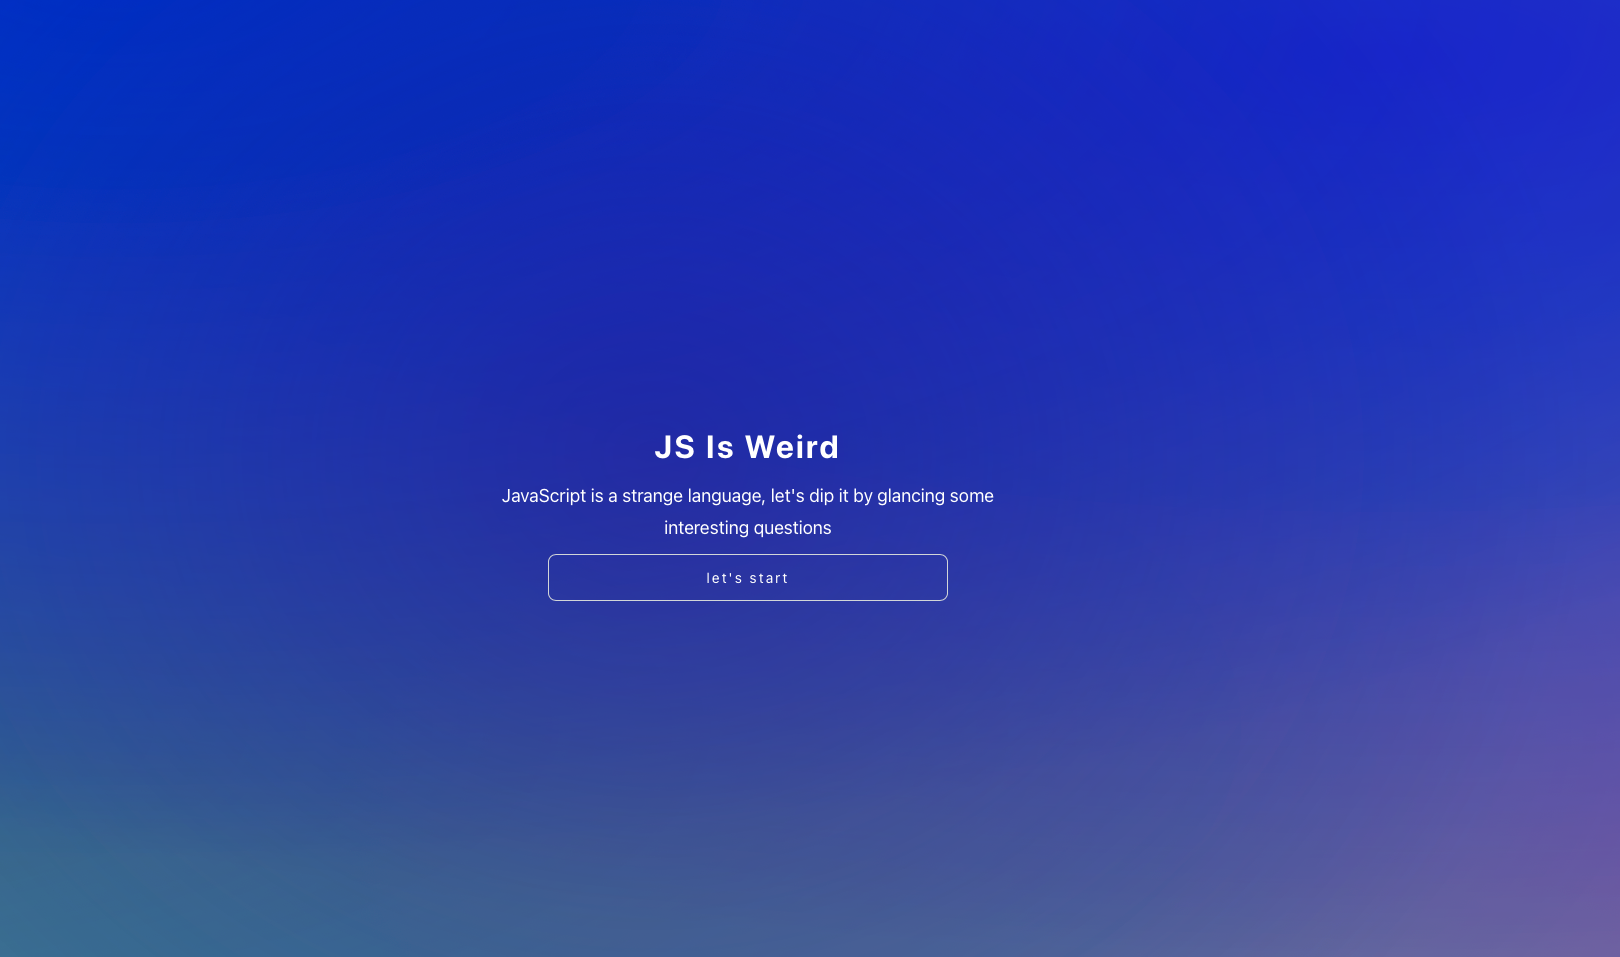 JS Is Weird
JavaScript is a strange language, let's dip it by glancing some
interesting questions
let's start